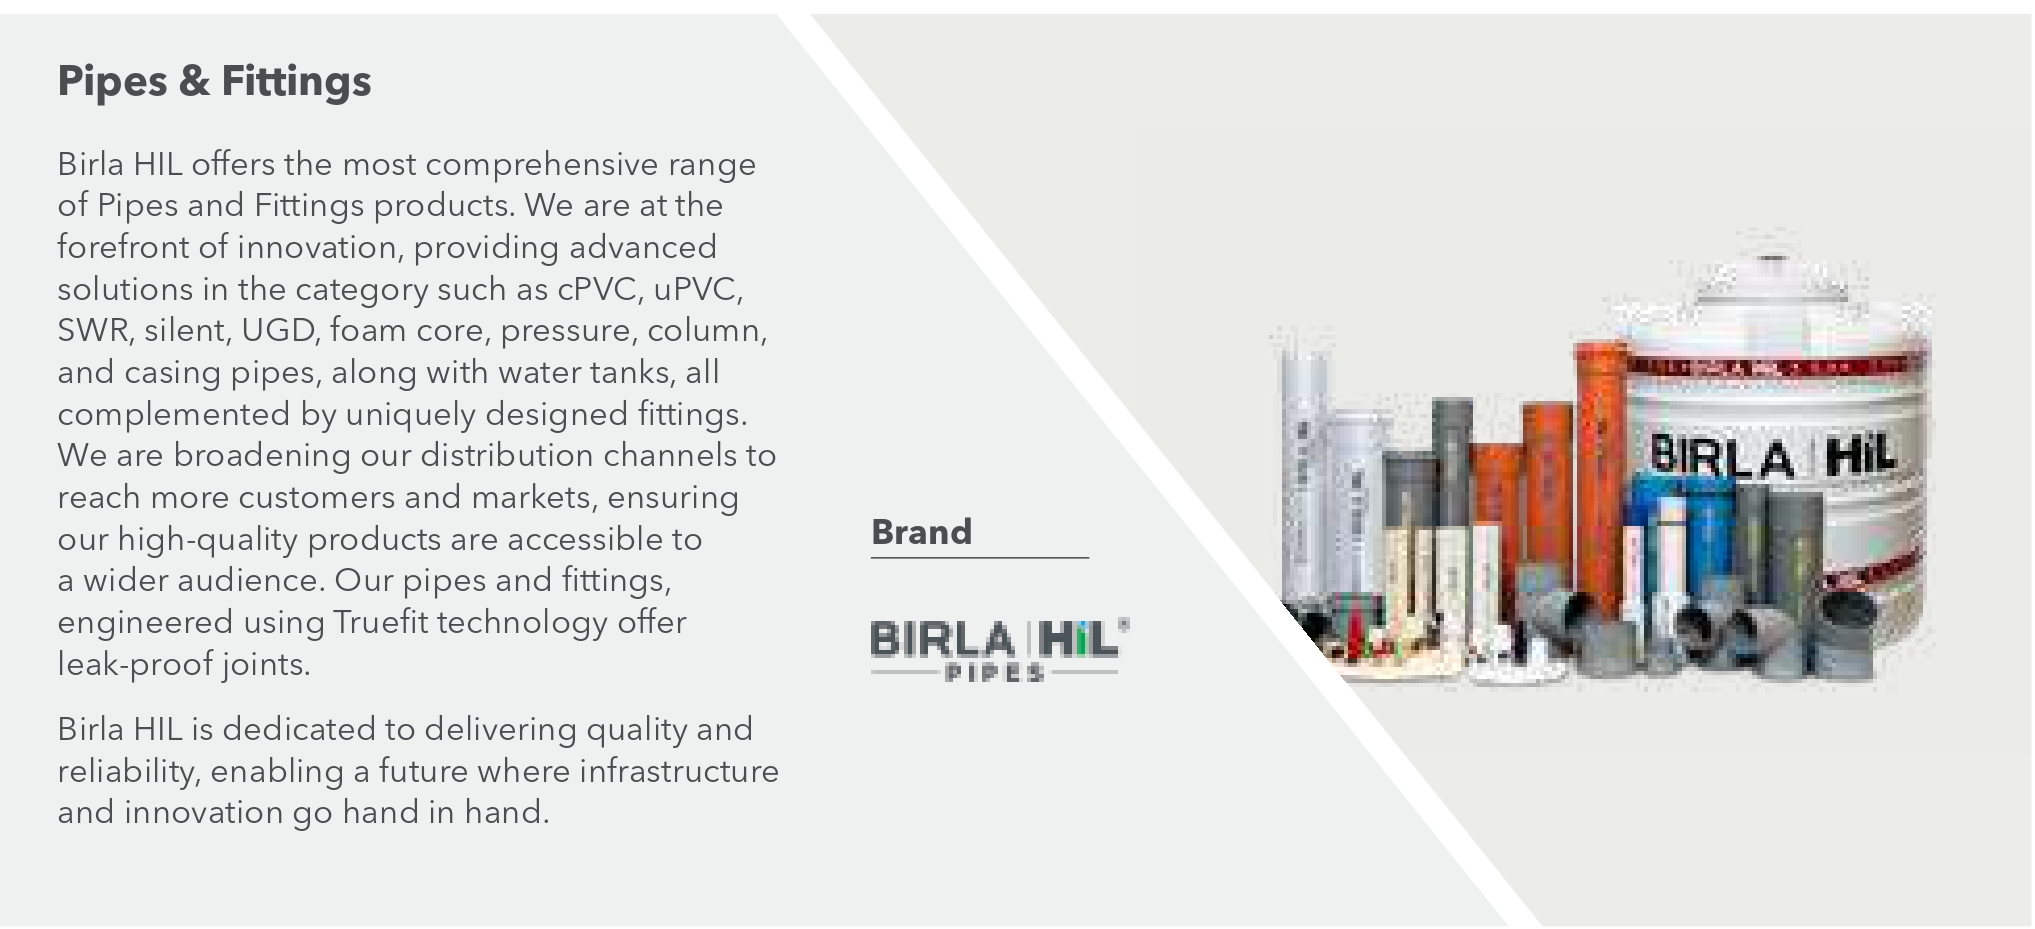 Pipes & Fittings
Birla HIL offers the most comprehensive range
of Pipes and Fittings products. We are at the
forefront of innovation, providing advanced
solutions in the category such as cPVC, uPVC,
SWR, silent, UGD, foam core, pressure, column,
and casing pipes, along with water tanks, all
complemented by uniquely designed fittings.
We are broadening our distribution channels to
reach more customers and markets, ensuring
our high-quality products are accessible to
a wider audience. Our pipes and fittings,
engineered using Truefit technology offer
leak-proof joints.
Birla HIL is dedicated to delivering quality and
reliability, enabling a future where infrastructure
and innovation go hand in hand.
Brand
BIRLA HiL
PIPES
BIRLA HiL